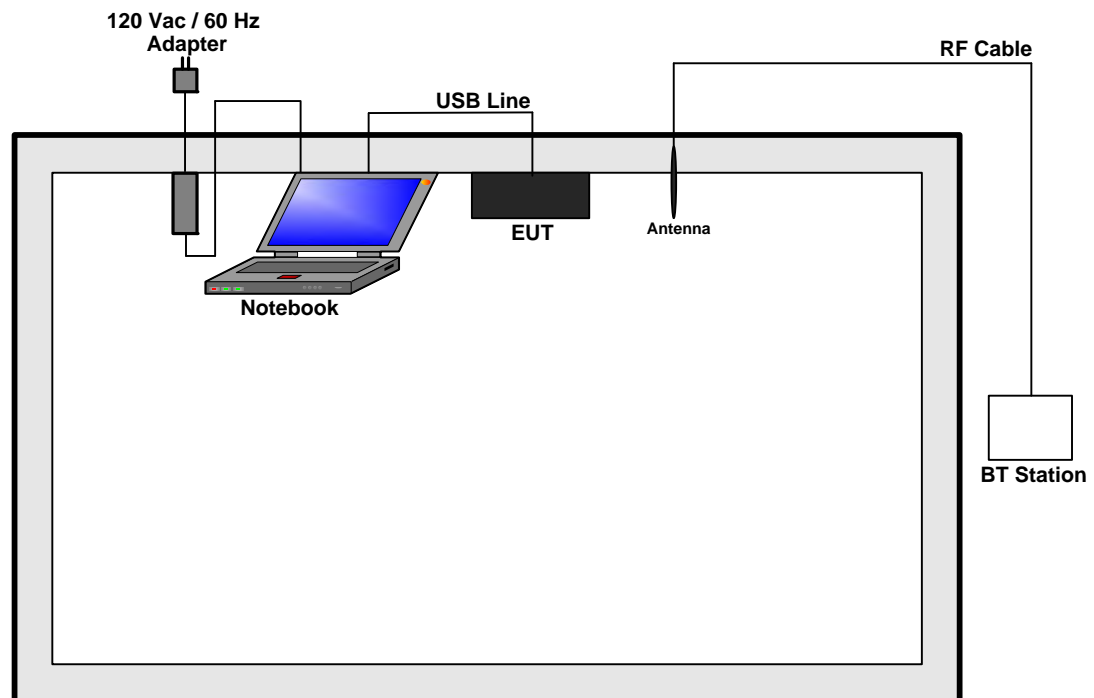 120 Vac / 60 Hz
Adapter
RF Cable
USB Line
EUT
Antenna
Notebook
BT Station